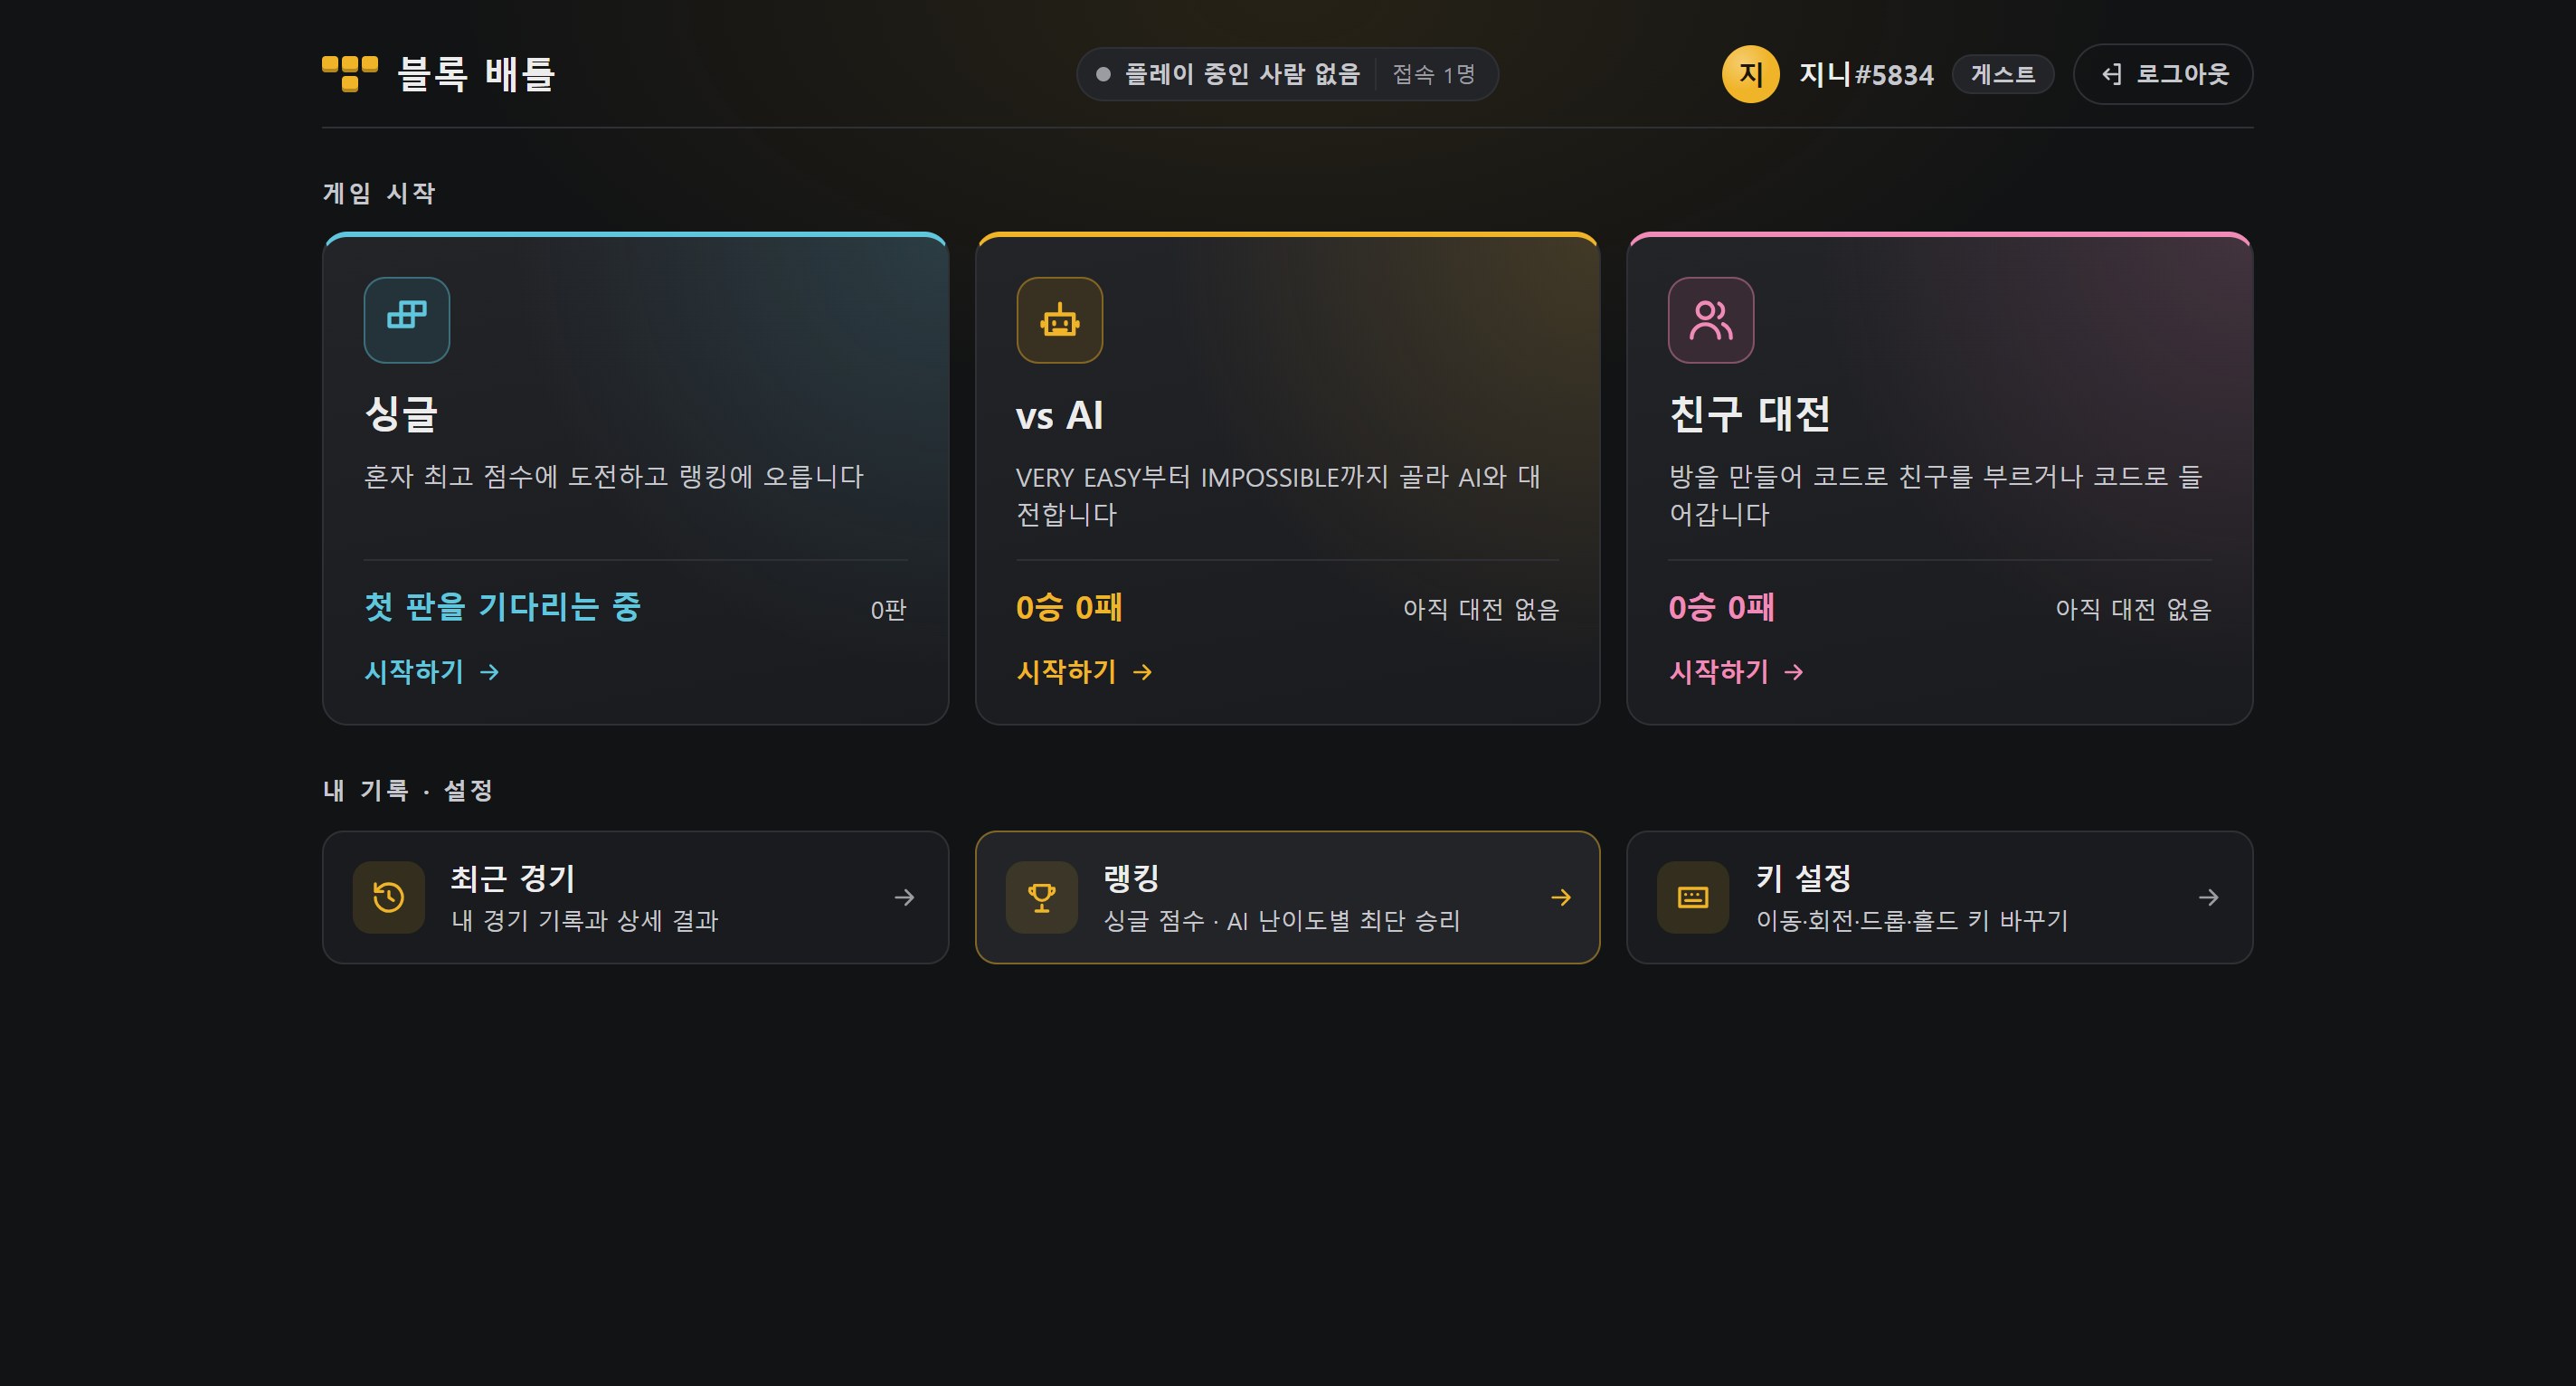 블록 배틀
플레이 중인 사람 없음 접속 1명
지 지니#5834 게스트 로그아웃
게임 시작
싱글
혼자 최고 점수에 도전하고 랭킹에 오릅니다
첫 판을 기다리는 중 0판
시작하기 →
vs AI
VERY EASY부터 IMPOSSIBLE까지 골라 AI와 대
전합니다
0승 0패 아직 대전 없음
시작하기 →
친구 대전
방을 만들어 코드로 친구를 부르거나 코드로 들
어갑니다
0승 0패 아직 대전 없음
시작하기 →
내 기록 · 설정
최근 경기
내 경기 기록과 상세 결과
랭킹
싱글 점수 · AI 난이도별 최단 승리
키 설정
이동·회전·드롭·홀드 키 바꾸기